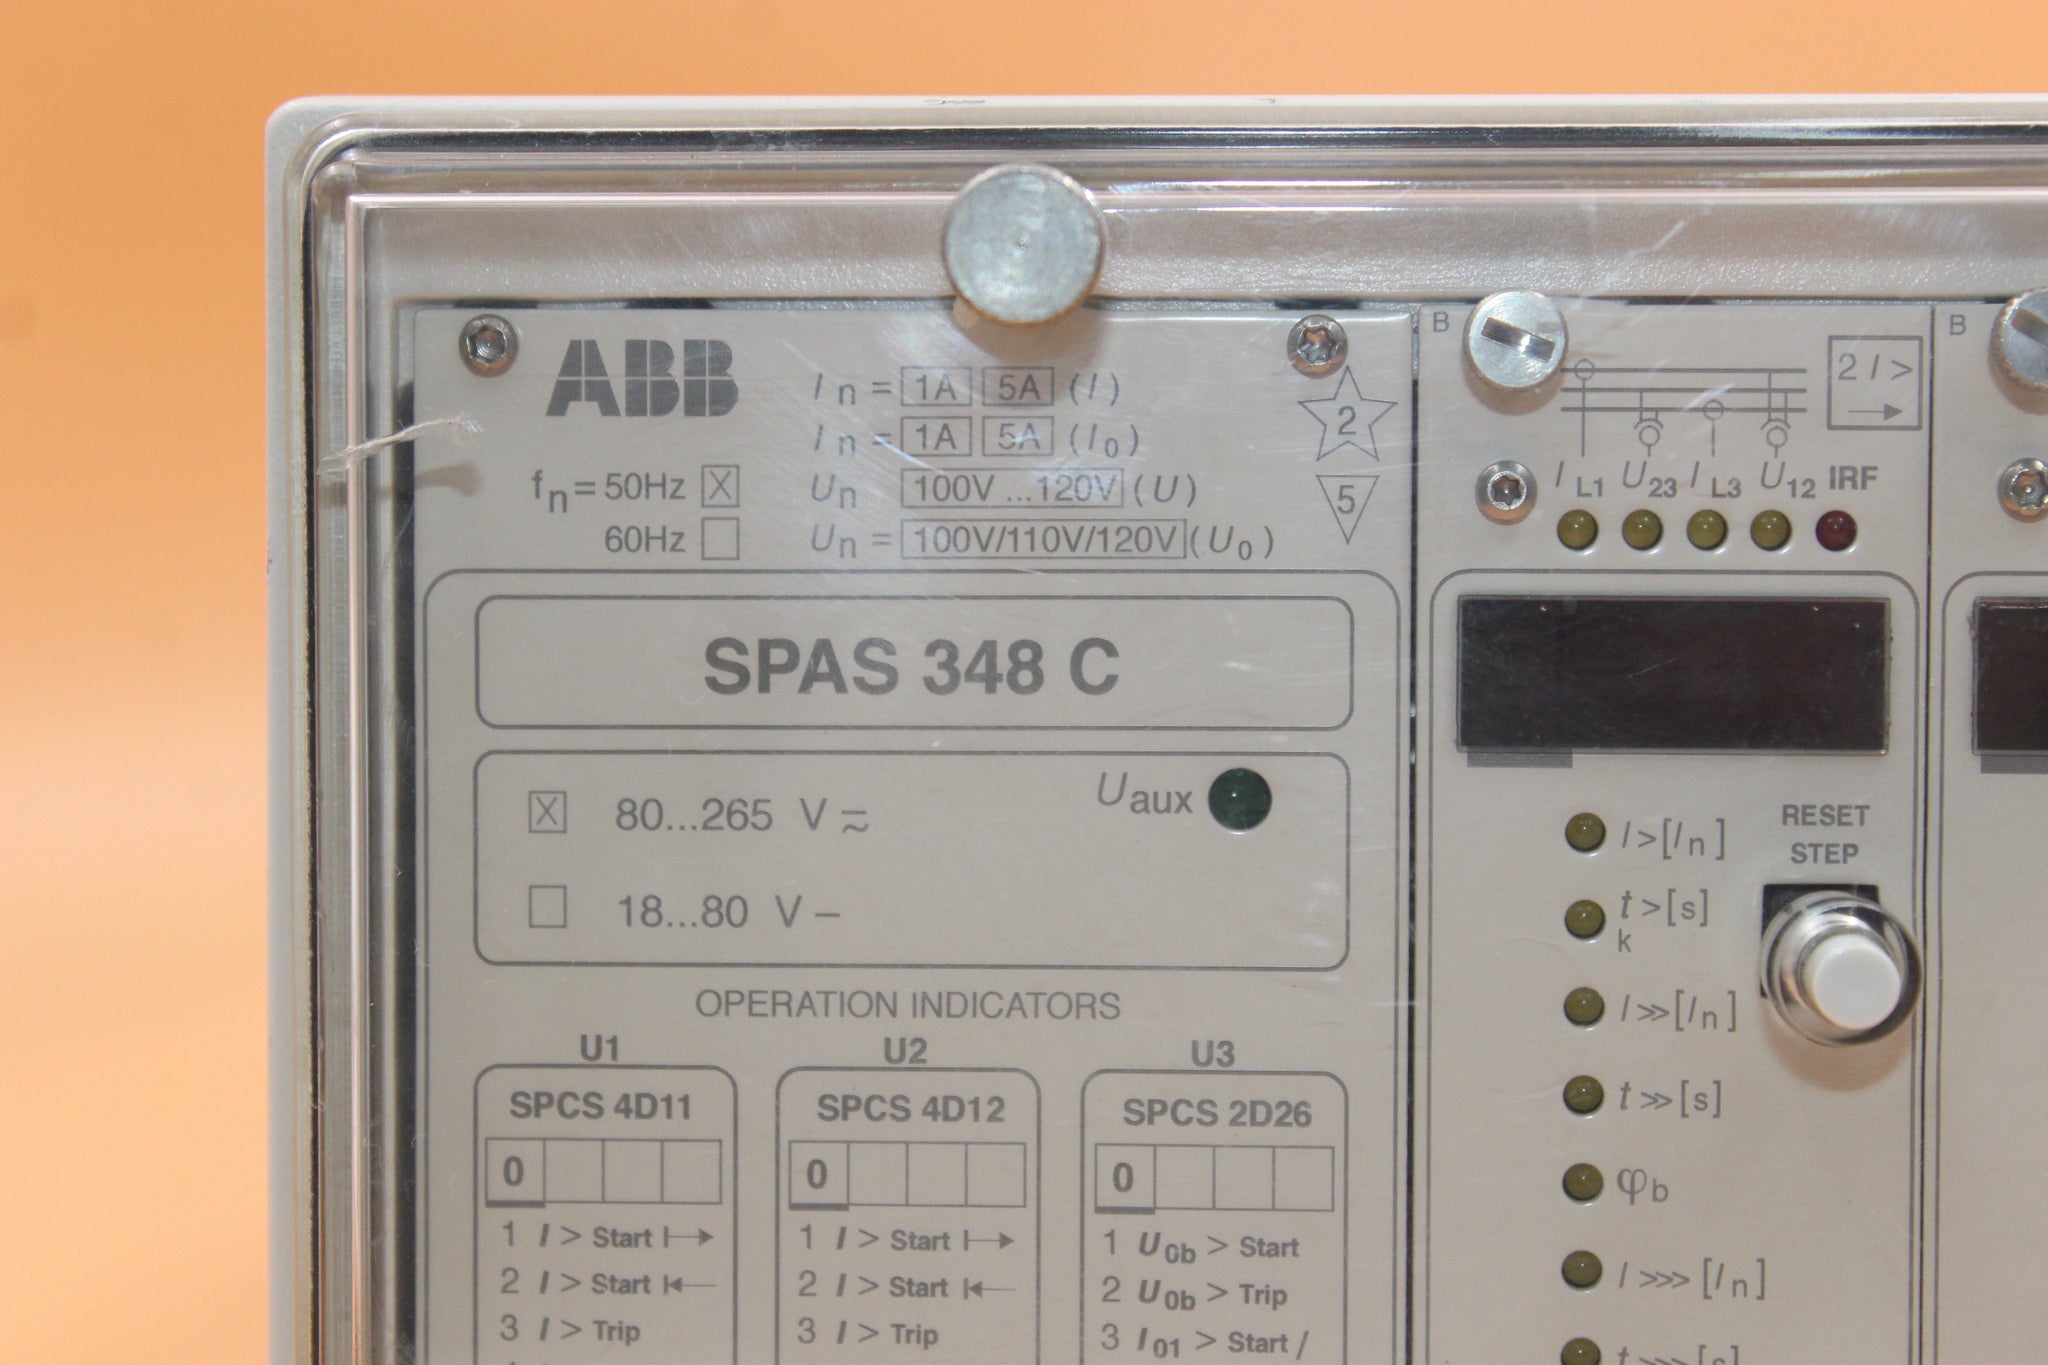 ABB
I n = 1A 5A (I)
I n = 1A 5A (I0)
fn = 50Hz X
Un 100V ...120V (U)
60Hz
Un = 100V/110V/120V (U0)
2
5
SPAS 348 C
X 80...265 V ⎓~
Uaux
18...80 V –
OPERATION INDICATORS
U1
SPCS 4D11
0
1 I > Start |→
2 I > Start |←
3 I > Trip
U2
SPCS 4D12
0
1 I > Start |→
2 I > Start |←
3 I > Trip
U3
SPCS 2D26
0
1 U0b > Start
2 U0b > Trip
3 I01 > Start /
B
2 I >
→
IL1 U23 IL3 U12 IRF
RESET
STEP
I > [In]
t > [s]
k
I >> [In]
t >> [s]
φb
I >>> [In]
t >>> [s]
B